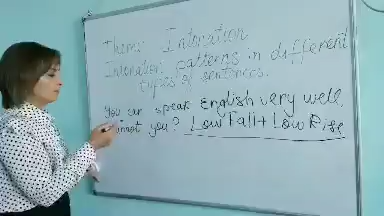 Theme: Intonation
Intonation patterns in different
types of sentences.
You can speak English very well,
cannot you? Low Fall + Low Rise